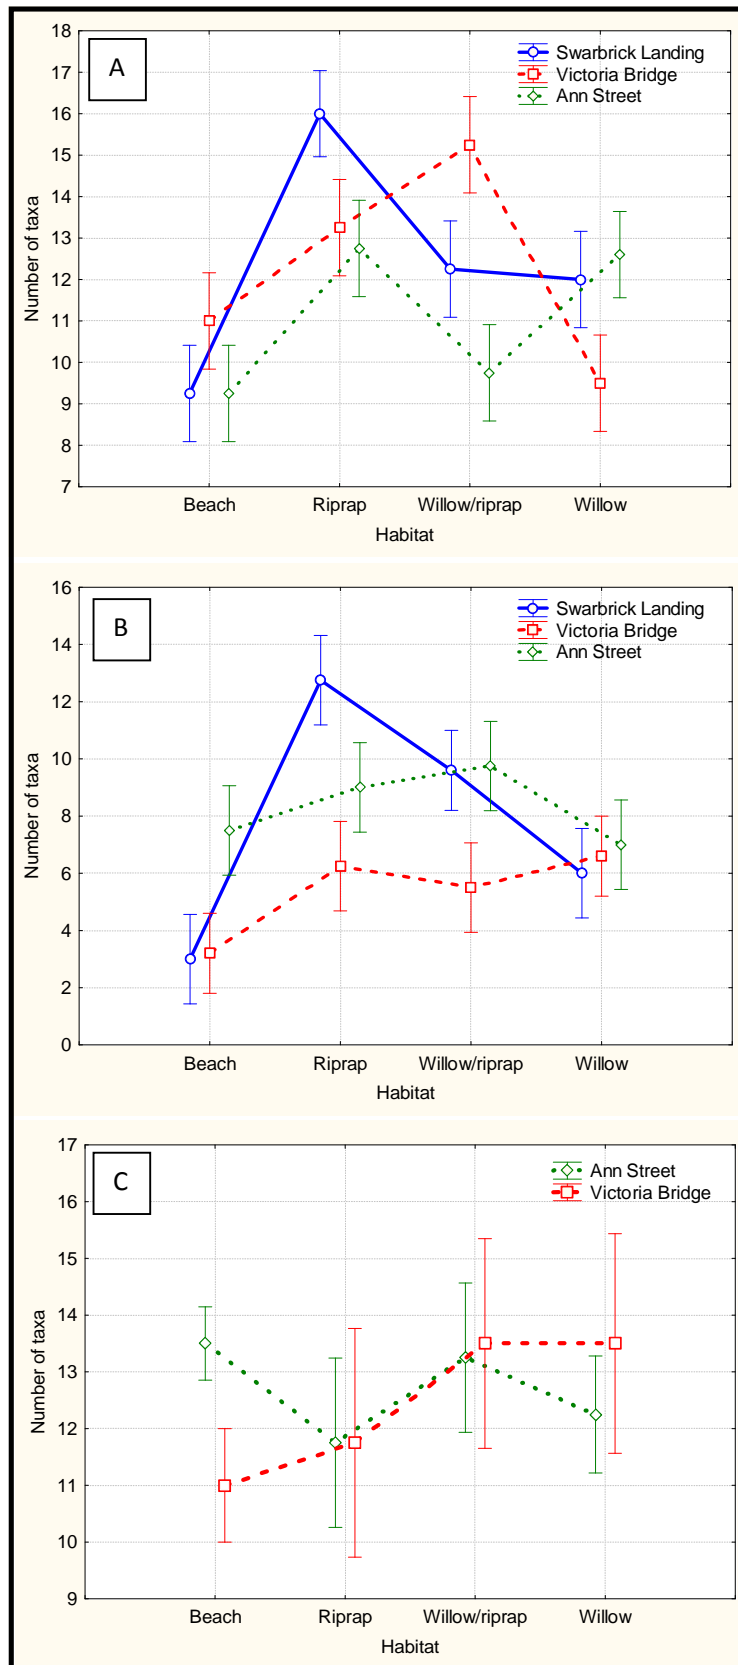 A
Swarbrick Landing
Victoria Bridge
Ann Street
18
17
16
15
14
13
12
11
10
9
8
7
Number of taxa
Beach Riprap Willow/riprap Willow
Habitat
B
Swarbrick Landing
Victoria Bridge
Ann Street
16
14
12
10
8
6
4
2
0
Number of taxa
Beach Riprap Willow/riprap Willow
Habitat
C
Ann Street
Victoria Bridge
17
16
15
14
13
12
11
10
9
Number of taxa
Beach Riprap Willow/riprap Willow
Habitat